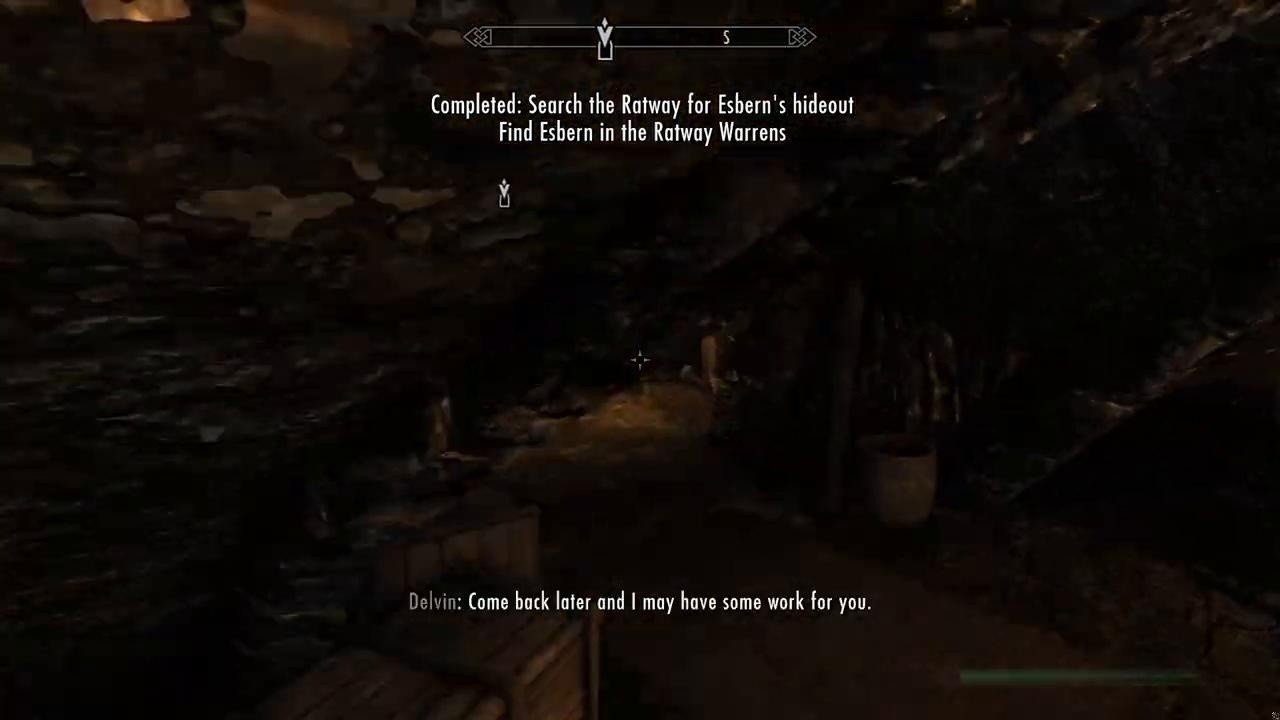 S
Completed: Search the Ratway for Esbern's hideout
Find Esbern in the Ratway Warrens
Delvin: Come back later and I may have some work for you.